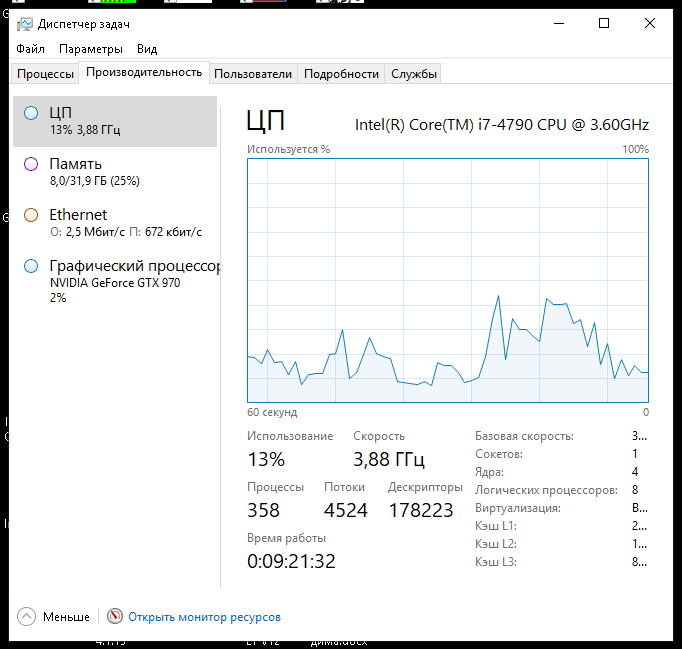 Диспетчер задач
Файл Параметры Вид
Процессы Производительность Пользователи Подробности Службы
ЦП
13% 3,88 ГГц
Память
8,0/31,9 ГБ (25%)
Ethernet
О: 2,5 Мбит/с П: 672 кбит/с
Графический процессор
NVIDIA GeForce GTX 970
2%
ЦП
Intel(R) Core(TM) i7-4790 CPU @ 3.60GHz
Используется % 100%
60 секунд 0
Использование Скорость
13% 3,88 ГГц
Процессы Потоки Дескрипторы
358 4524 178223
Время работы
0:09:21:32
Базовая скорость: 3...
Сокетов: 1
Ядра: 4
Логических процессоров: 8
Виртуализация: В...
Кэш L1: 2...
Кэш L2: 1...
Кэш L3: 8...
Меньше Открыть монитор ресурсов